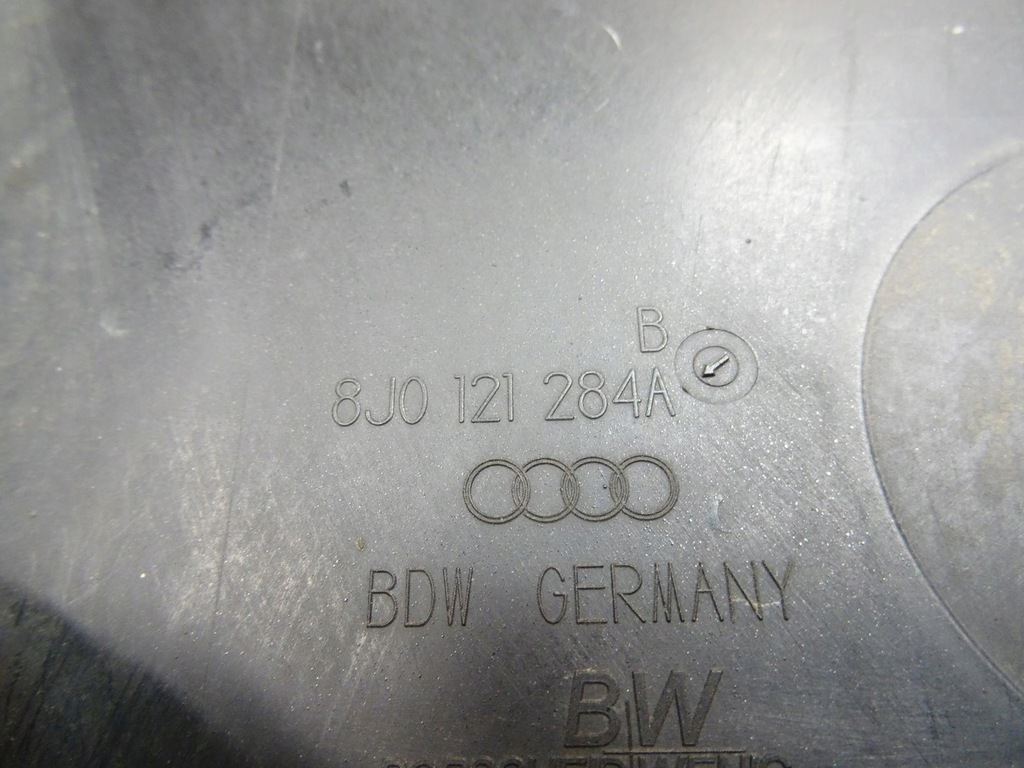 B
8J0 121 284A
BDW GERMANY
BW